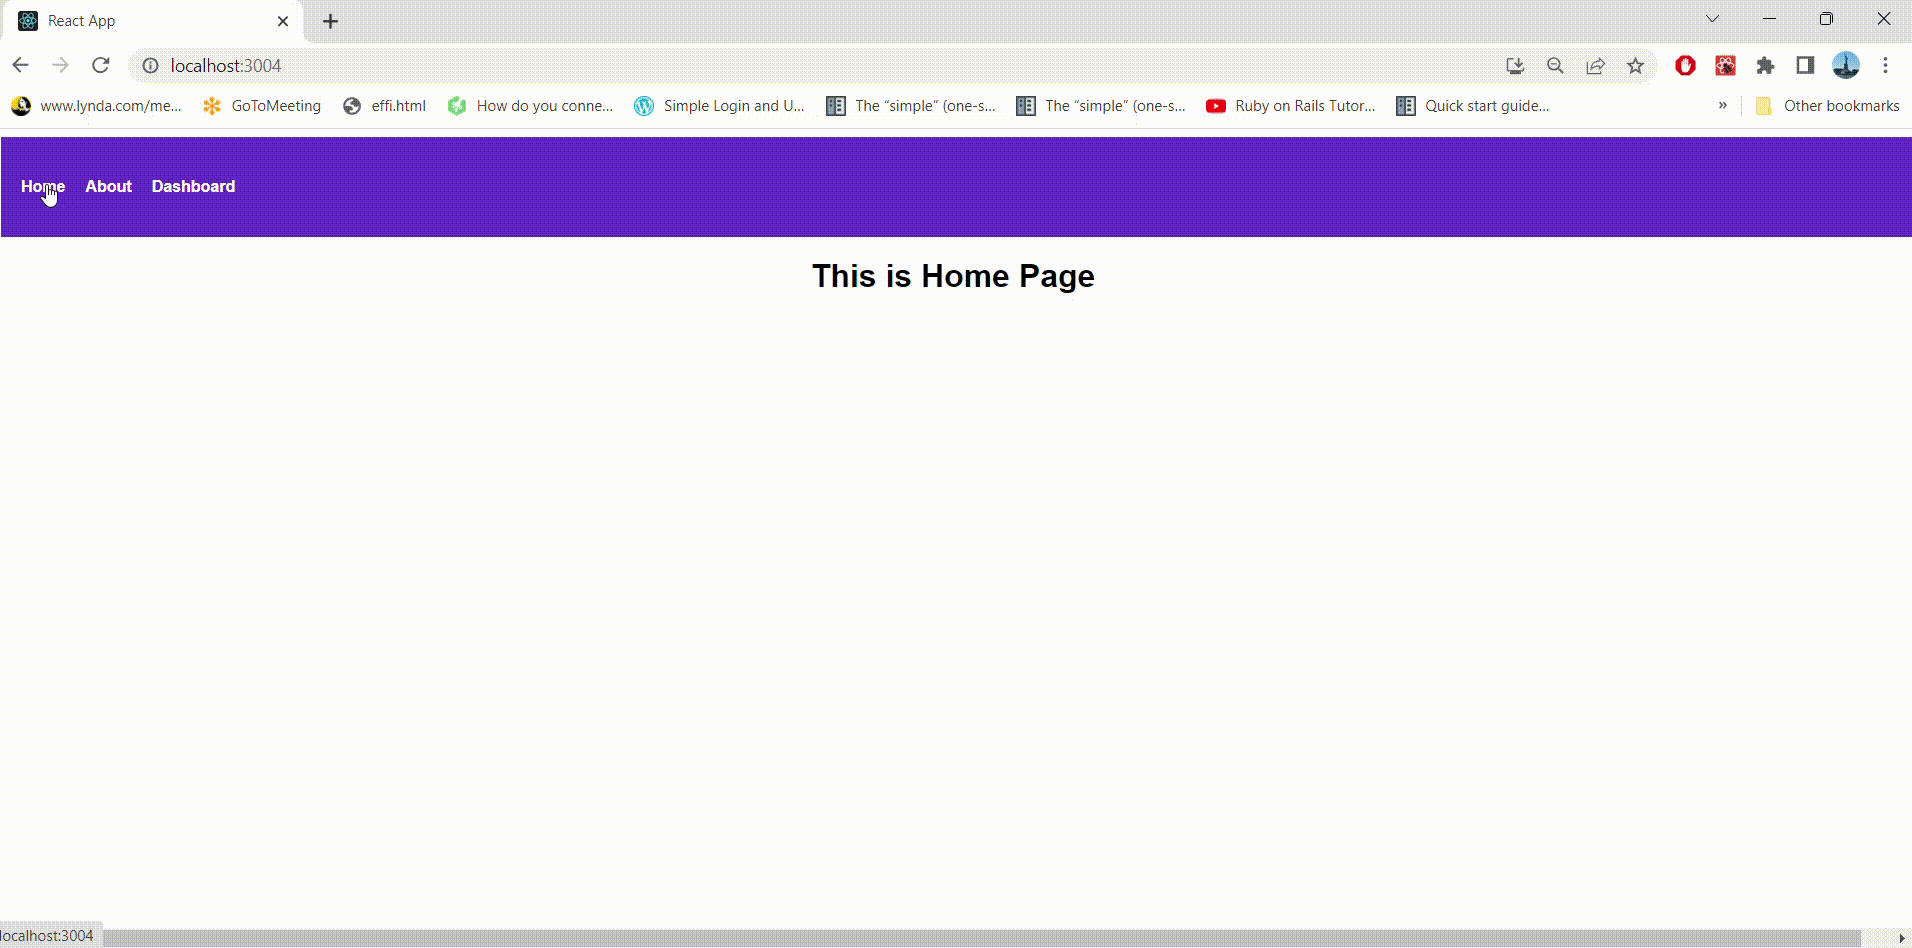 React App
localhost:3004
www.lynda.com/me... GoToMeeting effi.html How do you conne... Simple Login and U... The "simple" (one-s... The "simple" (one-s... Ruby on Rails Tutor... Quick start guide... » Other bookmarks
Home About Dashboard
This is Home Page
localhost:3004